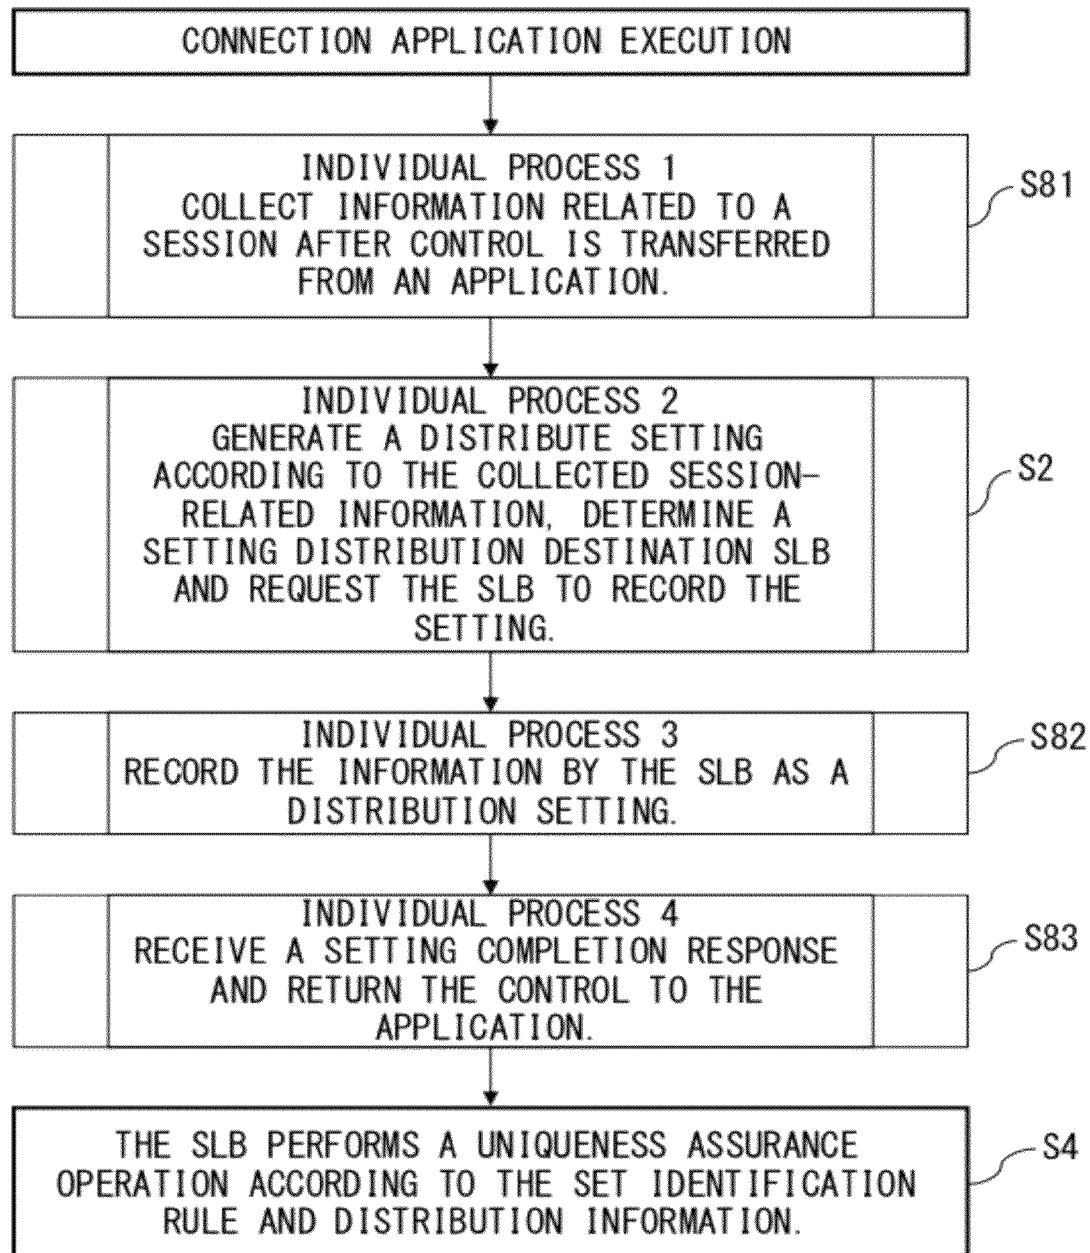 CONNECTION APPLICATION EXECUTION
INDIVIDUAL PROCESS 1
COLLECT INFORMATION RELATED TO A
SESSION AFTER CONTROL IS TRANSFERRED
FROM AN APPLICATION.
S81
INDIVIDUAL PROCESS 2
GENERATE A DISTRIBUTE SETTING
ACCORDING TO THE COLLECTED SESSION-
RELATED INFORMATION, DETERMINE A
SETTING DISTRIBUTION DESTINATION SLB
AND REQUEST THE SLB TO RECORD THE
SETTING.
S2
INDIVIDUAL PROCESS 3
RECORD THE INFORMATION BY THE SLB AS A
DISTRIBUTION SETTING.
S82
INDIVIDUAL PROCESS 4
RECEIVE A SETTING COMPLETION RESPONSE
AND RETURN THE CONTROL TO THE
APPLICATION.
S83
THE SLB PERFORMS A UNIQUENESS ASSURANCE
OPERATION ACCORDING TO THE SET IDENTIFICATION
RULE AND DISTRIBUTION INFORMATION.
S4